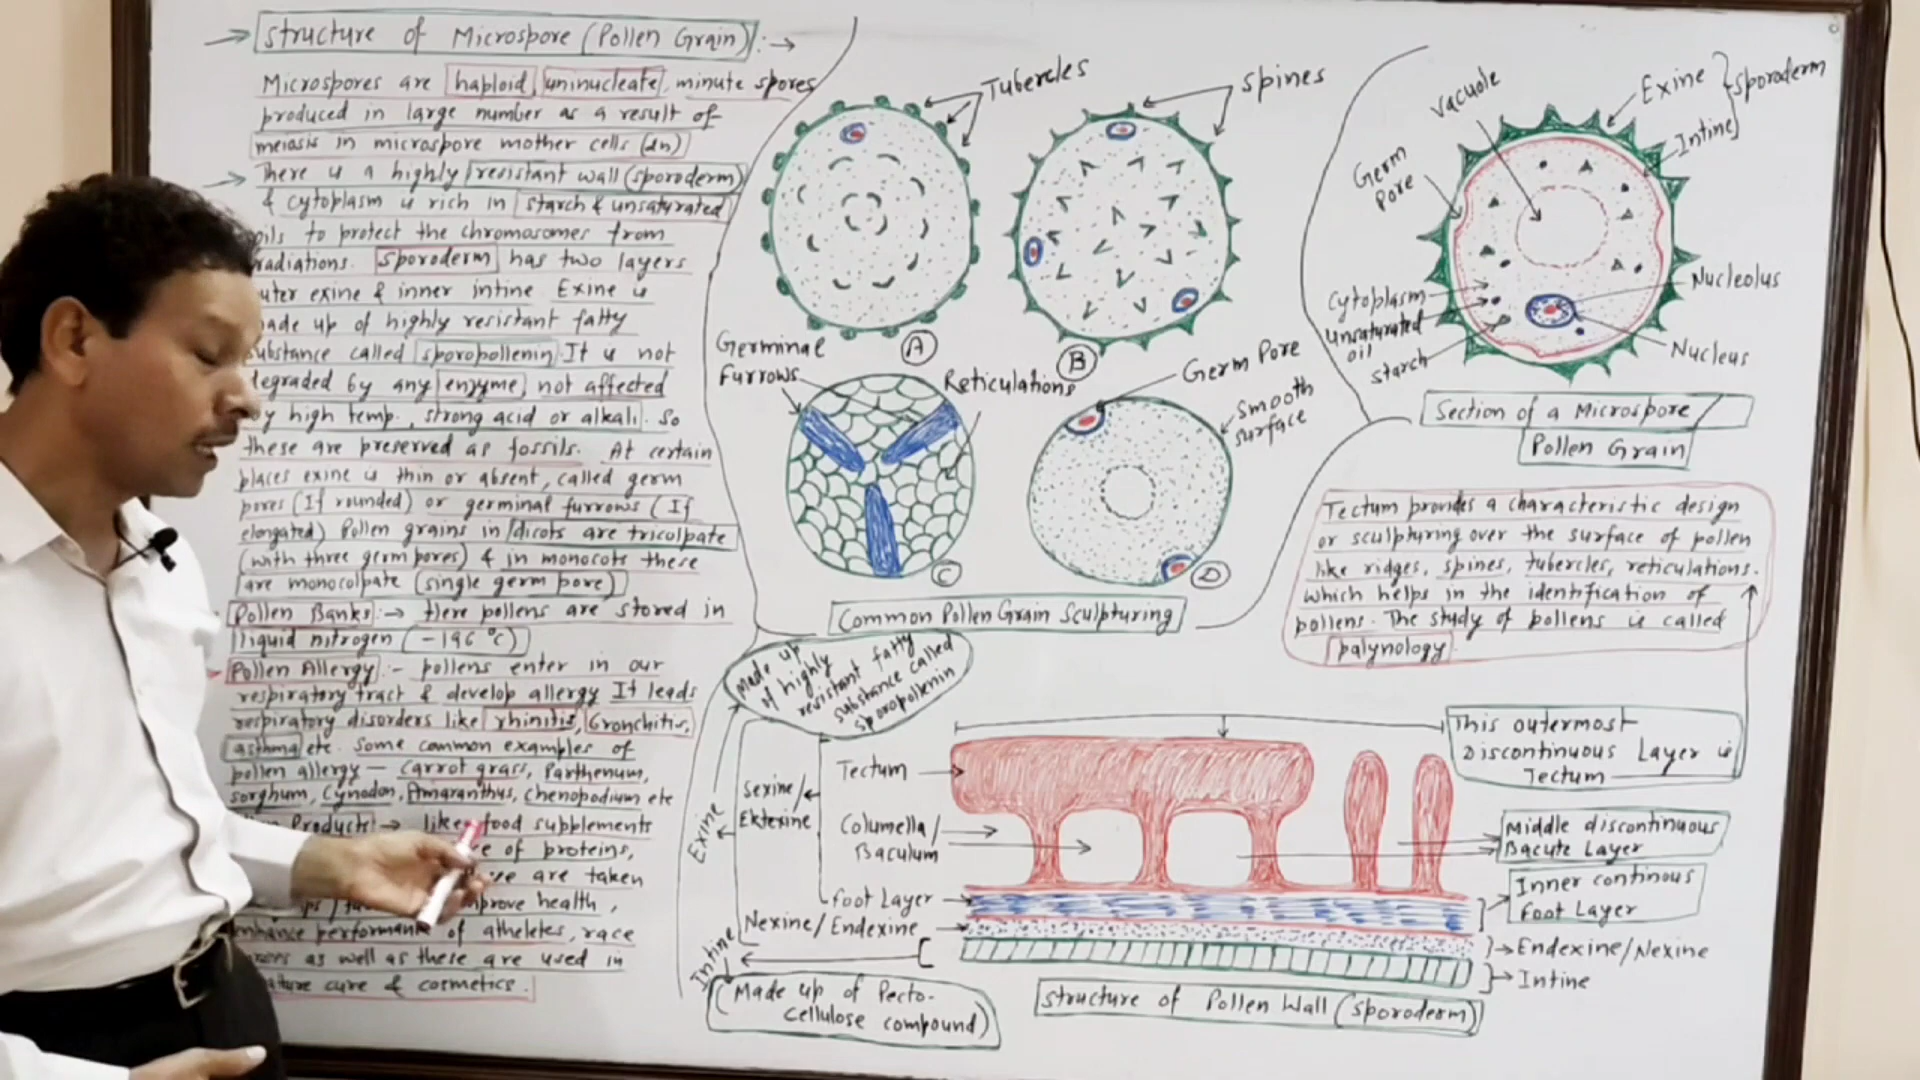 Structure of Microspore (Pollen Grain) :→
Microspores are haploid, uninucleate, minute spores
produced in large number as a result of
meiosis in microspore mother cells (2n)
There is a highly resistant wall (sporoderm)
& cytoplasm is rich in starch & unsaturated
oils to protect the chromosomes from
radiations. Sporoderm has two layers
outer exine & inner intine Exine is
made up of highly resistant fatty
substance called sporopollenin. It is not
degraded by any enzyme, not affected
by high temp., strong acid or alkali. So
these are preserved as fossils. At certain
places exine is thin or absent, called germ
pores (If rounded) or germinal furrows (If
elongated) Pollen grains in dicots are tricolpate
(with three germ pores) & in monocots these
are monocolpate (single germ pore)
Pollen Banks :→ Here pollens are stored in
liquid nitrogen (-196 °C)
Pollen Allergy :- pollens enter in our
respiratory tract & develop allergy It leads
respiratory disorders like rhinitis, bronchitis,
asthma etc. Some common examples of
pollen allergy — Carrot grass, Parthenum,
Sorghum, Cynodon, Amaranthus, Chenopodium etc
Products :→ like food supplements
of proteins,
are taken
improve health,
enhance performance of atheletes, race
as well as these are used in
cure & cosmetics.
Tubercles
Spines
A
B
Germinal
furrows
Reticulations
Germ Pore
Smooth
surface
C
D
Common Pollen Grain Sculpturing
Vacuole
Exine
Sporoderm
Intine
Germ
Pore
Nucleolus
Cytoplasm
unsaturated
oil
Starch
Nucleus
Section of a Microspore /
Pollen Grain
Tectum provides a characteristic design
or sculpturing over the surface of pollen
like ridges, spines, tubercles, reticulations.
which helps in the identification of
pollens. The study of pollens is called
palynology.
Made up
of highly
resistant fatty
substance called
sporopollenin
This outermost
Discontinuous Layer is
Tectum
Exine
Sexine/
Ektexine
Tectum
Columella/
Baculum
foot Layer
Nexine/Endexine
Intine
Middle discontinuous
Bacute Layer
Inner continous
Foot Layer
Endexine/Nexine
Intine
(Made up of Pecto-
Cellulose compound)
Structure of Pollen Wall (Sporoderm)